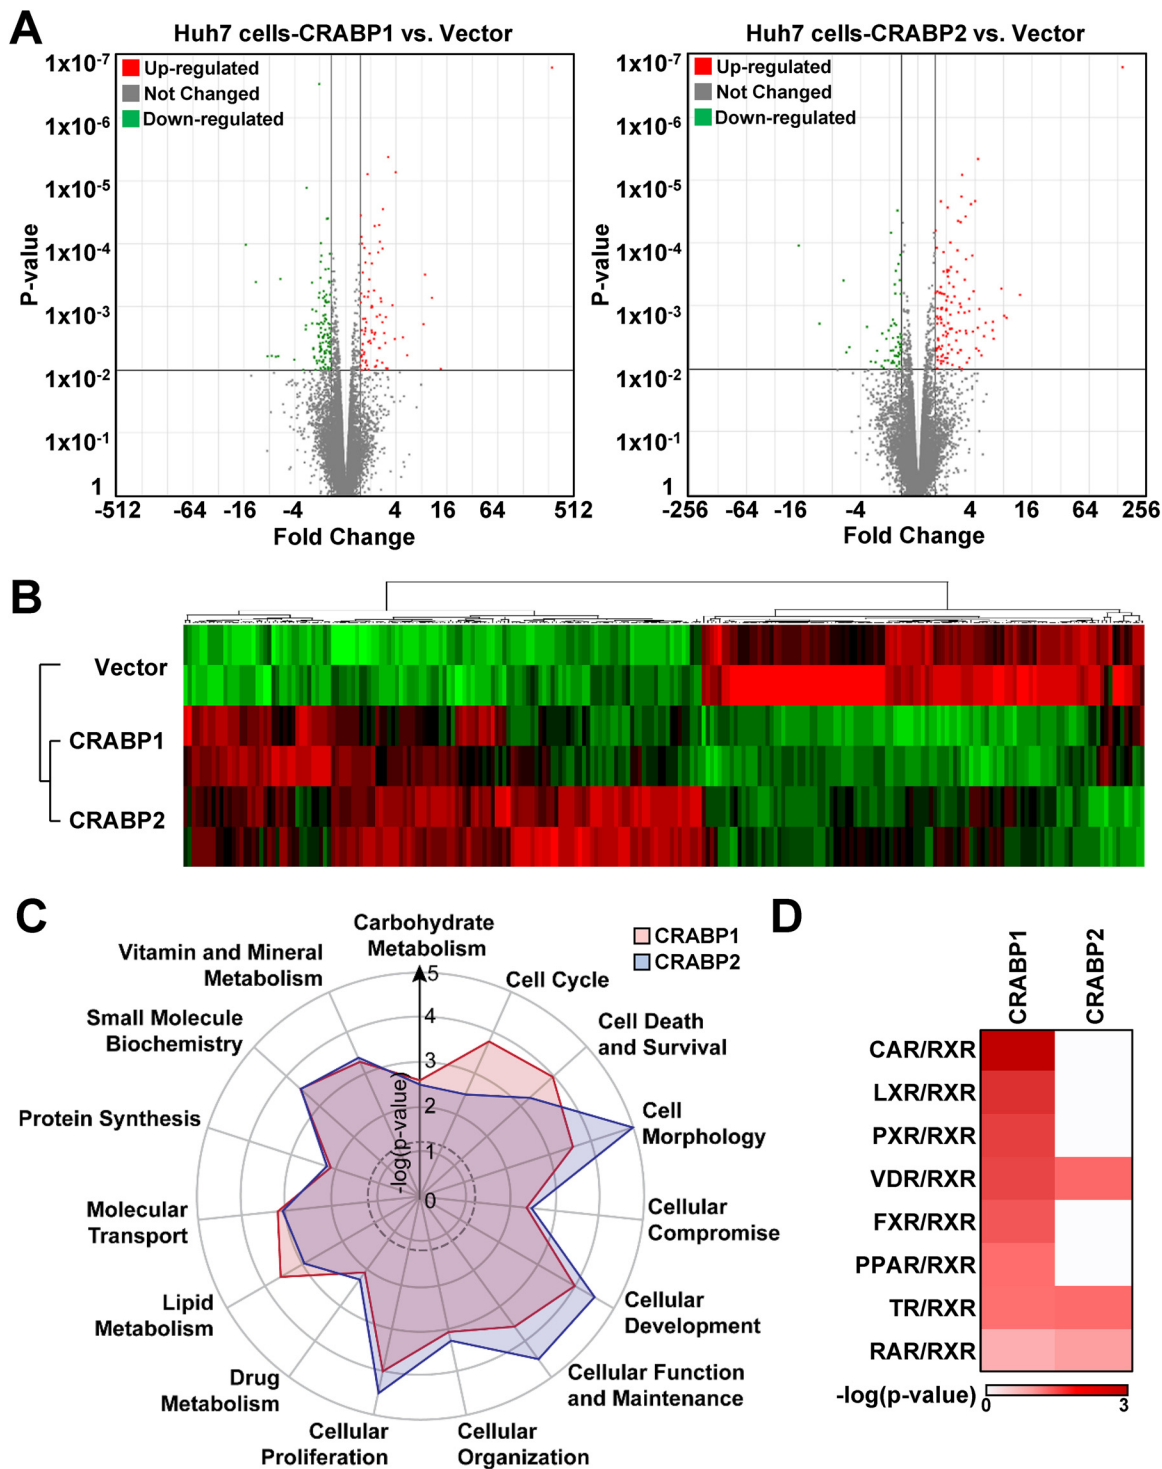 A
Huh7 cells-CRABP1 vs. Vector
1x10-7
1x10-6
1x10-5
1x10-4
1x10-3
1x10-2
1x10-1
1
P-value
Up-regulated
Not Changed
Down-regulated
-512 -64 -16 -4 4 16 64 512
Fold Change
Huh7 cells-CRABP2 vs. Vector
1x10-7
1x10-6
1x10-5
1x10-4
1x10-3
1x10-2
1x10-1
1
P-value
Up-regulated
Not Changed
Down-regulated
-256 -64 -16 -4 4 16 64 256
Fold Change
B
Vector
CRABP1
CRABP2
C
CRABP1
CRABP2
Carbohydrate
Metabolism
Cell Cycle
Cell Death
and Survival
Cell
Morphology
Cellular
Compromise
Cellular
Development
Cellular Function
and Maintenance
Cellular
Organization
Cellular
Proliferation
Drug
Metabolism
Lipid
Metabolism
Molecular
Transport
Protein Synthesis
Small Molecule
Biochemistry
Vitamin and Mineral
Metabolism
5
4
3
2
1
0
-log(p-value)
D
CRABP1
CRABP2
CAR/RXR
LXR/RXR
PXR/RXR
VDR/RXR
FXR/RXR
PPAR/RXR
TR/RXR
RAR/RXR
-log(p-value)
0 3